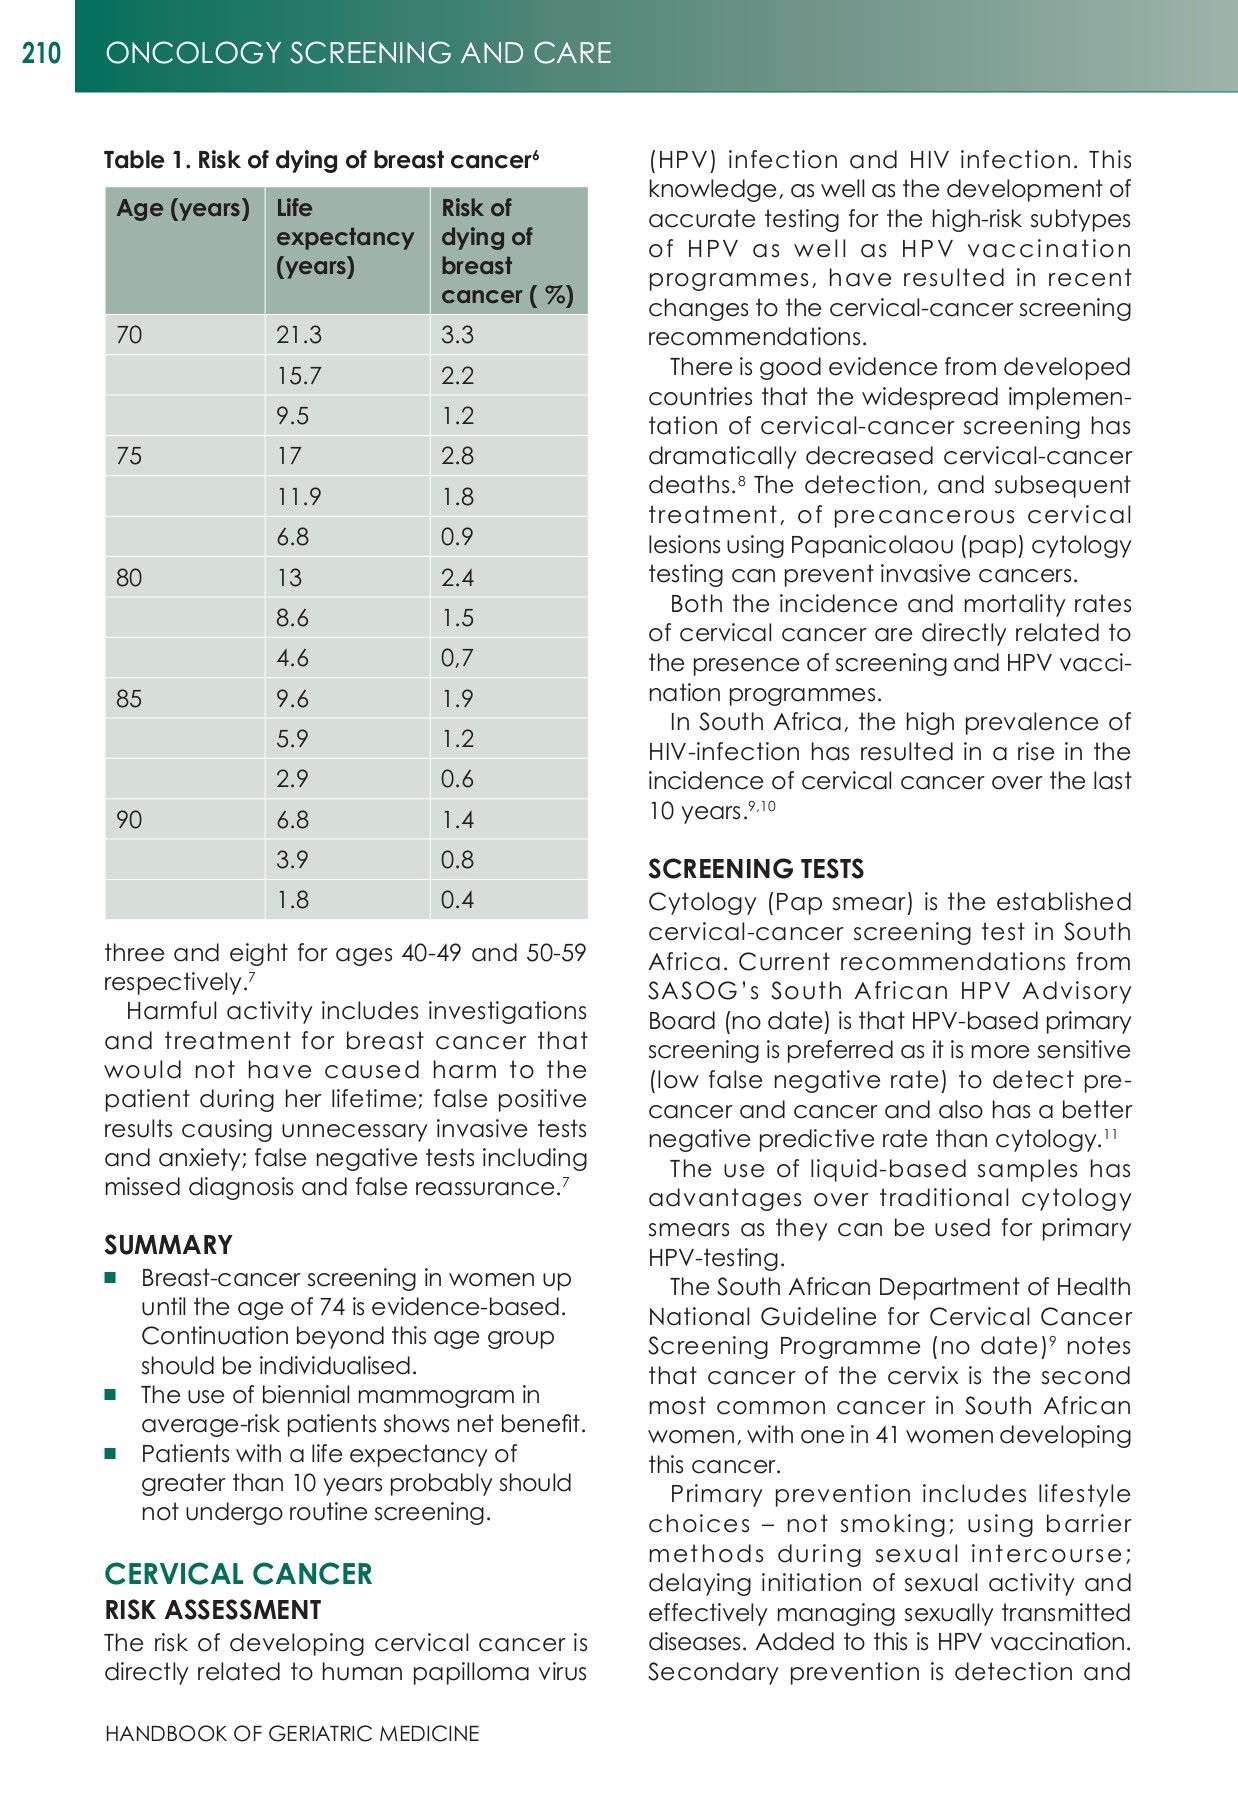 210
ONCOLOGY SCREENING AND CARE
Table 1. Risk of dying of breast cancer6
Age (years) Life expectancy (years) Risk of dying of breast cancer ( %)
70 21.3 3.3
15.7 2.2
9.5 1.2
75 17 2.8
11.9 1.8
6.8 0.9
80 13 2.4
8.6 1.5
4.6 0,7
85 9.6 1.9
5.9 1.2
2.9 0.6
90 6.8 1.4
3.9 0.8
1.8 0.4
three and eight for ages 40-49 and 50-59
respectively.7
Harmful activity includes investigations
and treatment for breast cancer that
would not have caused harm to the
patient during her lifetime; false positive
results causing unnecessary invasive tests
and anxiety; false negative tests including
missed diagnosis and false reassurance.7
SUMMARY
■ Breast-cancer screening in women up
until the age of 74 is evidence-based.
Continuation beyond this age group
should be individualised.
■ The use of biennial mammogram in
average-risk patients shows net benefit.
■ Patients with a life expectancy of
greater than 10 years probably should
not undergo routine screening.
CERVICAL CANCER
RISK ASSESSMENT
The risk of developing cervical cancer is
directly related to human papilloma virus
(HPV) infection and HIV infection. This
knowledge, as well as the development of
accurate testing for the high-risk subtypes
of HPV as well as HPV vaccination
programmes, have resulted in recent
changes to the cervical-cancer screening
recommendations.
There is good evidence from developed
countries that the widespread implemen-
tation of cervical-cancer screening has
dramatically decreased cervical-cancer
deaths.8 The detection, and subsequent
treatment, of precancerous cervical
lesions using Papanicolaou (pap) cytology
testing can prevent invasive cancers.
Both the incidence and mortality rates
of cervical cancer are directly related to
the presence of screening and HPV vacci-
nation programmes.
In South Africa, the high prevalence of
HIV-infection has resulted in a rise in the
incidence of cervical cancer over the last
10 years.9,10
SCREENING TESTS
Cytology (Pap smear) is the established
cervical-cancer screening test in South
Africa. Current recommendations from
SASOG's South African HPV Advisory
Board (no date) is that HPV-based primary
screening is preferred as it is more sensitive
(low false negative rate) to detect pre-
cancer and cancer and also has a better
negative predictive rate than cytology.11
The use of liquid-based samples has
advantages over traditional cytology
smears as they can be used for primary
HPV-testing.
The South African Department of Health
National Guideline for Cervical Cancer
Screening Programme (no date)9 notes
that cancer of the cervix is the second
most common cancer in South African
women, with one in 41 women developing
this cancer.
Primary prevention includes lifestyle
choices – not smoking; using barrier
methods during sexual intercourse;
delaying initiation of sexual activity and
effectively managing sexually transmitted
diseases. Added to this is HPV vaccination.
Secondary prevention is detection and
HANDBOOK OF GERIATRIC MEDICINE